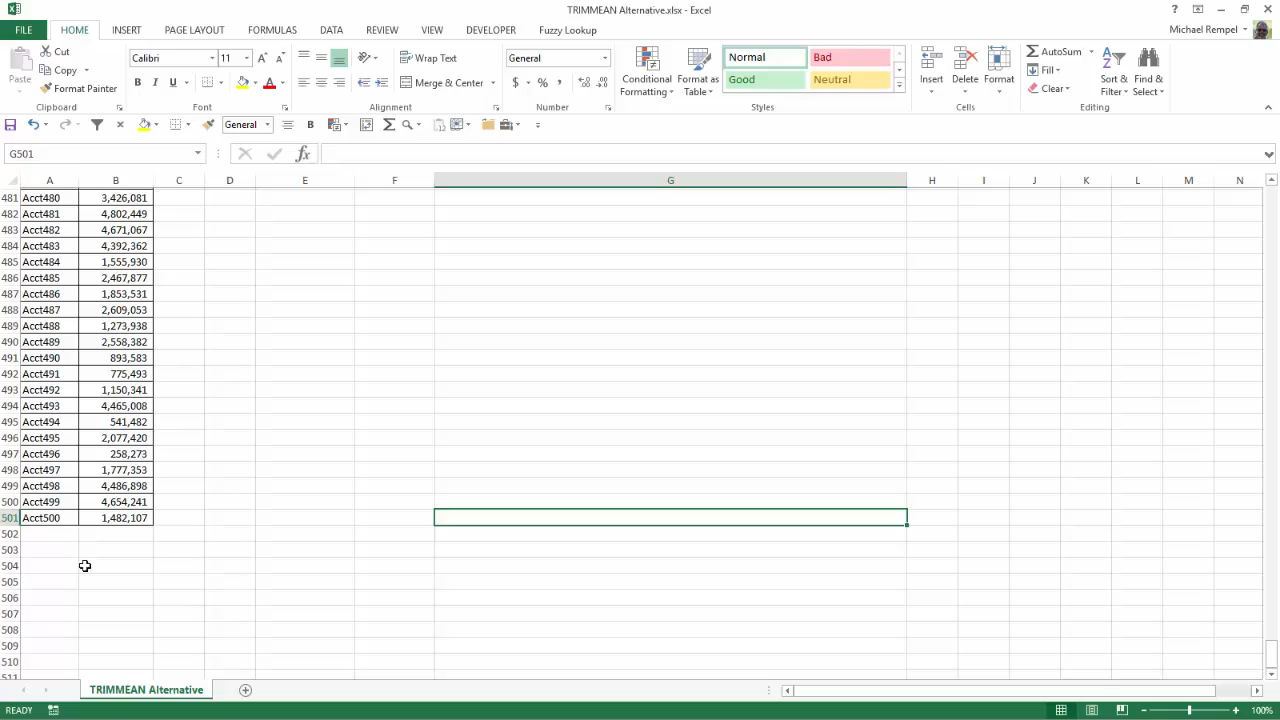 TRIMMEAN Alternative.xlsx - Excel
FILE HOME INSERT PAGE LAYOUT FORMULAS DATA REVIEW VIEW DEVELOPER Fuzzy Lookup Michael Rempel
Paste Cut Copy Format Painter
Calibri 11
B I U
Wrap Text
Merge & Center
General
$ %
Conditional Formatting Format as Table
Normal Bad
Good Neutral
Insert Delete Format
AutoSum Fill Clear
Sort & Filter Find & Select
Clipboard Font Alignment Number Styles Cells Editing
General B
G501 fx
A B C D E F G H I J K L M N
481 Acct480 3,426,081
482 Acct481 4,802,449
483 Acct482 4,671,067
484 Acct483 4,392,362
485 Acct484 1,555,930
486 Acct485 2,467,877
487 Acct486 1,853,531
488 Acct487 2,609,053
489 Acct488 1,273,938
490 Acct489 2,558,382
491 Acct490 893,583
492 Acct491 775,493
493 Acct492 1,150,341
494 Acct493 4,465,008
495 Acct494 541,482
496 Acct495 2,077,420
497 Acct496 258,273
498 Acct497 1,777,353
499 Acct498 4,486,898
500 Acct499 4,654,241
501 Acct500 1,482,107
502
503
504
505
506
507
508
509
510
511
TRIMMEAN Alternative
READY 100%